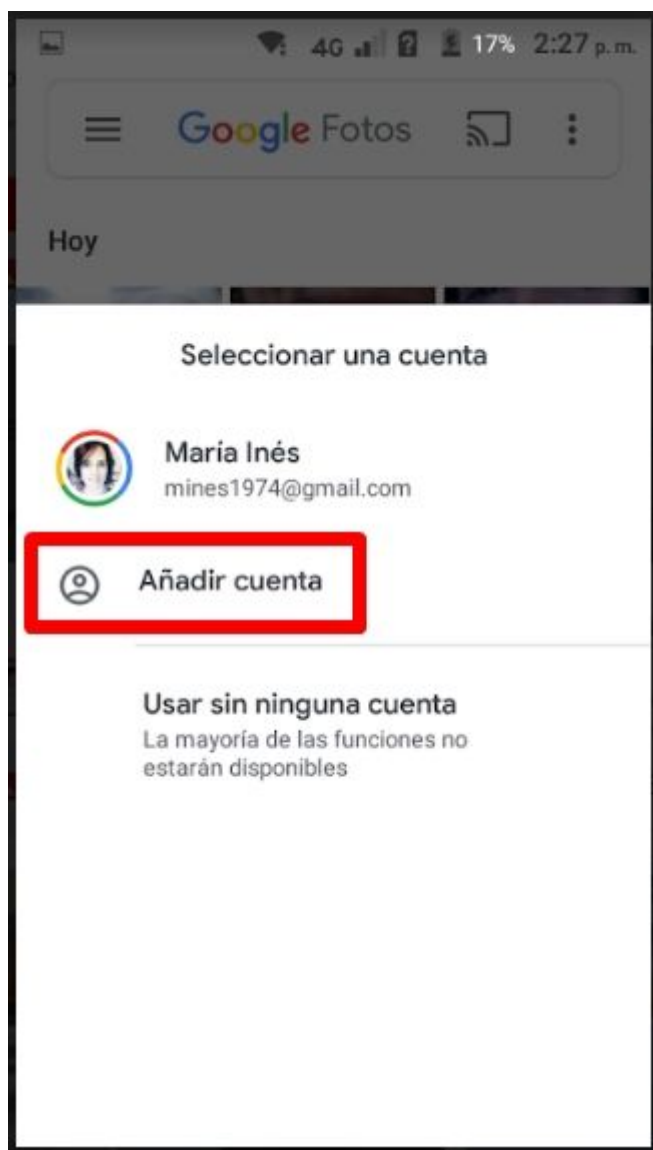 4G 17% 2:27 p. m.
Google Fotos
Hoy
Seleccionar una cuenta
María Inés
mines1974@gmail.com
Añadir cuenta
Usar sin ninguna cuenta
La mayoría de las funciones no
estarán disponibles